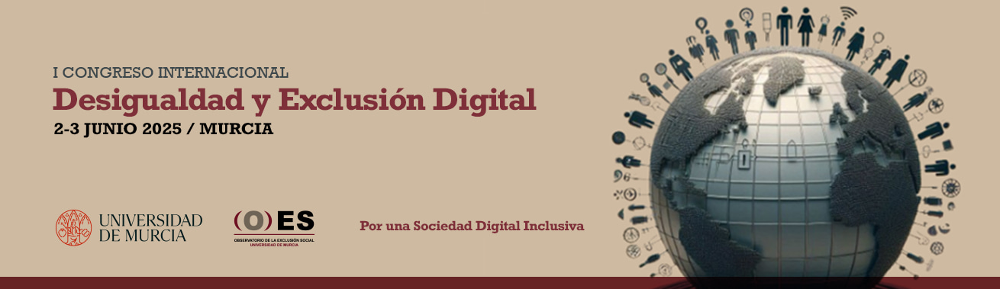 I CONGRESO INTERNACIONAL
Desigualdad y Exclusión Digital
2-3 JUNIO 2025 / MURCIA
UNIVERSIDAD
DE MURCIA
(O) ES
OBSERVATORIO DE LA EXCLUSIÓN SOCIAL
UNIVERSIDAD DE MURCIA
Por una Sociedad Digital Inclusiva